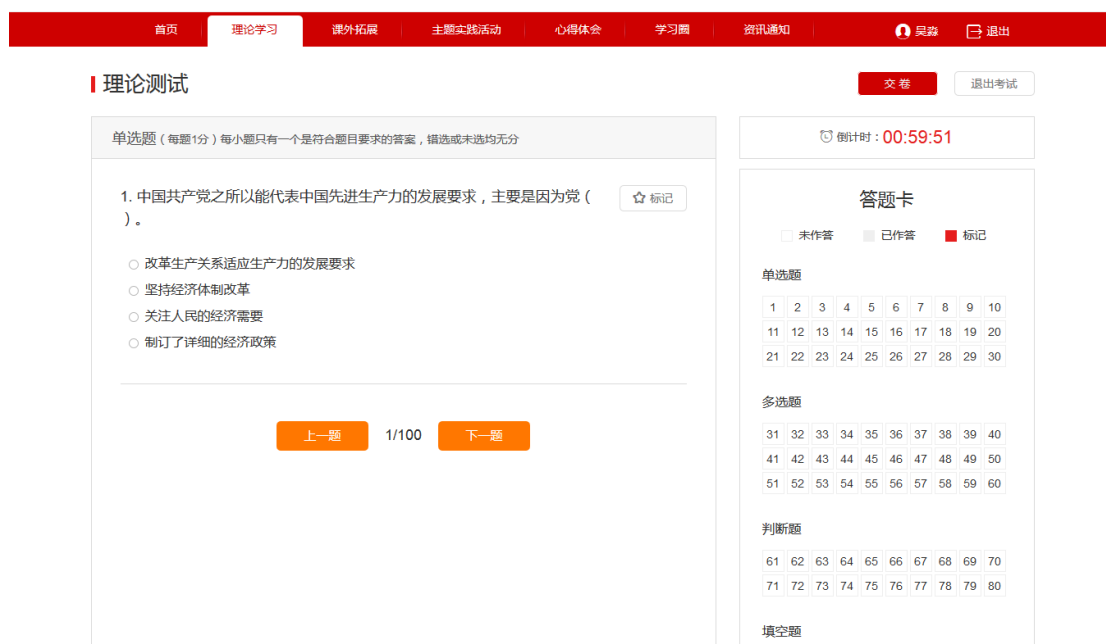 首页 理论学习 课外拓展 主题实践活动 心得体会 学习圈 资讯通知 吴淼 退出
理论测试
交 卷 退出考试
单选题(每题1分)每小题只有一个是符合题目要求的答案,错选或未选均无分
倒计时:00:59:51
1. 中国共产党之所以能代表中国先进生产力的发展要求,主要是因为党(
)。
标记
改革生产关系适应生产力的发展要求
坚持经济体制改革
关注人民的经济需要
制订了详细的经济政策
上一题 1/100 下一题
答题卡
未作答 已作答 标记
单选题
1 2 3 4 5 6 7 8 9 10
11 12 13 14 15 16 17 18 19 20
21 22 23 24 25 26 27 28 29 30
多选题
31 32 33 34 35 36 37 38 39 40
41 42 43 44 45 46 47 48 49 50
51 52 53 54 55 56 57 58 59 60
判断题
61 62 63 64 65 66 67 68 69 70
71 72 73 74 75 76 77 78 79 80
填空题